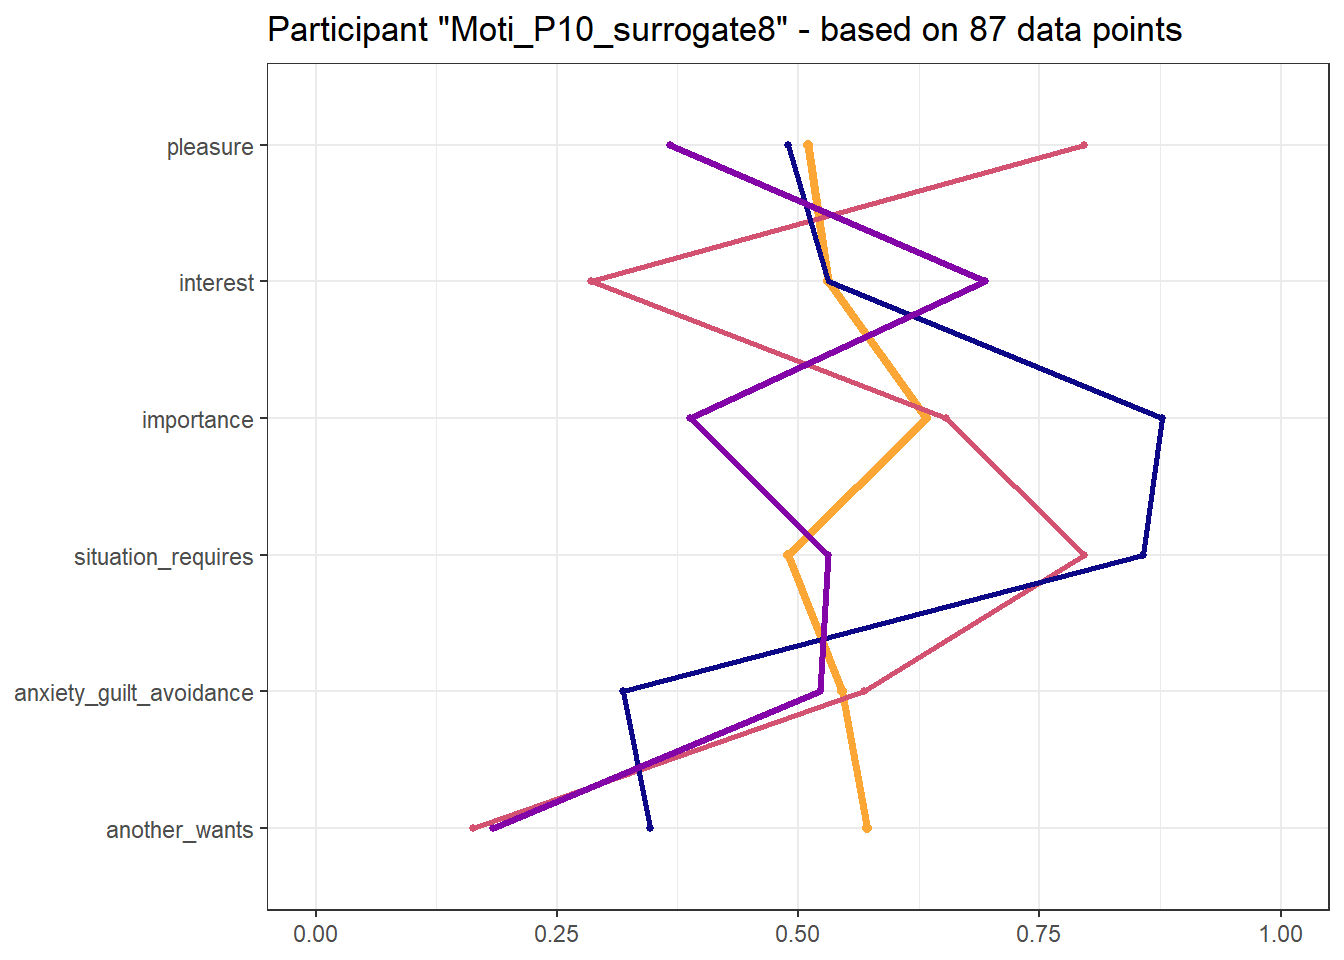 Participant "Moti_P10_surrogate8" - based on 87 data points
pleasure
interest
importance
situation_requires
anxiety_guilt_avoidance
another_wants
0.00 0.25 0.50 0.75 1.00